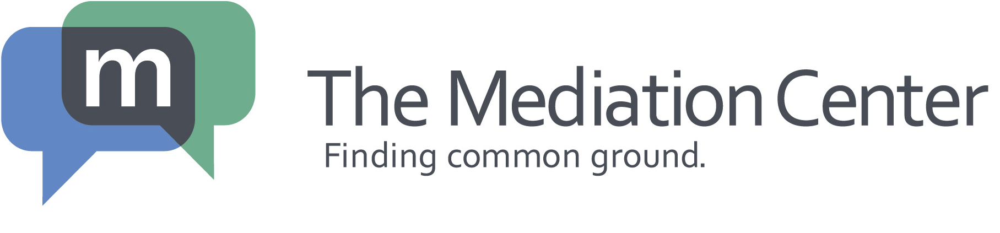 m
The Mediation Center
Finding common ground.